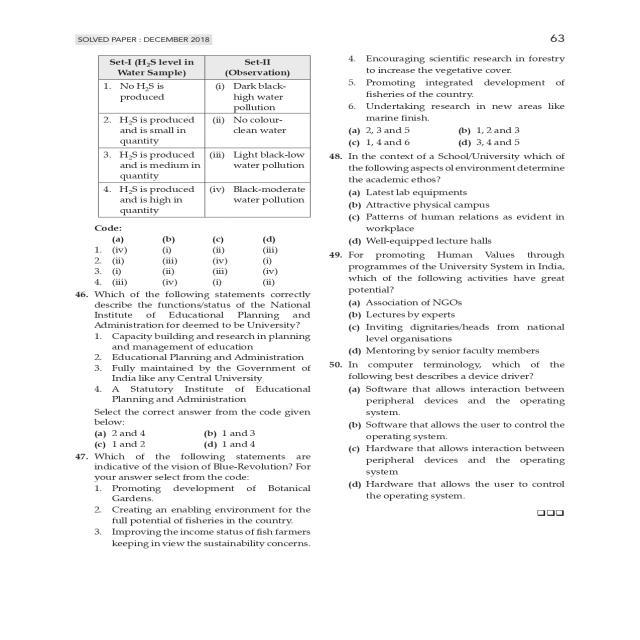 SOLVED PAPER : DECEMBER 2018
63
Set-I (H₂S level in Water Sample)
Set-II (Observation)
1. No H₂S is produced
(i) Dark black-high water pollution
2. H₂S is produced and is small in quantity
(ii) No colour-clean water
3. H₂S is produced and is medium in quantity
(iii) Light black-low water pollution
4. H₂S is produced and is high in quantity
(iv) Black-moderate water pollution
Code:
(a) (b) (c) (d)
1. (iv) (i) (ii) (iii)
2. (ii) (iii) (iv) (i)
3. (i) (ii) (iii) (iv)
4. (iii) (iv) (i) (ii)
46. Which of the following statements correctly
describe the functions/status of the National
Institute of Educational Planning and
Administration for deemed to be University?
1. Capacity building and research in planning
and management of education
2. Educational Planning and Administration
3. Fully maintained by the Government of
India like any Central University
4. A Statutory Institute of Educational
Planning and Administration
Select the correct answer from the code given
below:
(a) 2 and 4 (b) 1 and 3
(c) 1 and 2 (d) 1 and 4
47. Which of the following statements are
indicative of the vision of Blue-Revolution? For
your answer select from the code:
1. Promoting development of Botanical
Gardens.
2. Creating an enabling environment for the
full potential of fisheries in the country.
3. Improving the income status of fish farmers
keeping in view the sustainability concerns.
4. Encouraging scientific research in forestry
to increase the vegetative cover.
5. Promoting integrated development of
fisheries of the country.
6. Undertaking research in new areas like
marine finish.
(a) 2, 3 and 5 (b) 1, 2 and 3
(c) 1, 4 and 6 (d) 3, 4 and 5
48. In the context of a School/University which of
the following aspects ol environment determine
the academic ethos?
(a) Latest lab equipments
(b) Attractive physical campus
(c) Patterns of human relations as evident in
workplace
(d) Well-equipped lecture halls
49. For promoting Human Values through
programmes of the University System in India,
which of the following activities have great
potential?
(a) Association of NGOs
(b) Lectures by experts
(c) Inviting dignitaries/heads from national
level organisations
(d) Mentoring by senior faculty members
50. In computer terminology, which of the
following best describes a device driver?
(a) Software that allows interaction between
peripheral devices and the operating
system.
(b) Software that allows the user to control the
operating system.
(c) Hardware that allows interaction between
peripheral devices and the operating
system
(d) Hardware that allows the user to control
the operating system.